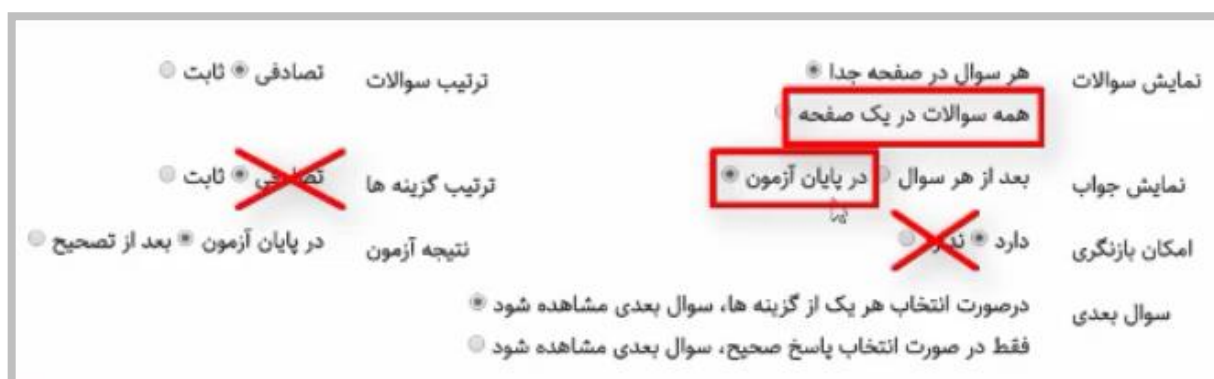 نمایش سوالات هر سوال در صفحه جدا ترتیب سوالات تصادفی ثابت
همه سوالات در یک صفحه
نمایش جواب بعد از هر سوال در پایان آزمون ترتیب گزینه ها ثابت
امکان بازنگری دارد نتیجه آزمون در پایان آزمون بعد از تصحیح
سوال بعدی درصورت انتخاب هر یک از گزینه ها، سوال بعدی مشاهده شود
فقط در صورت انتخاب پاسخ صحیح، سوال بعدی مشاهده شود